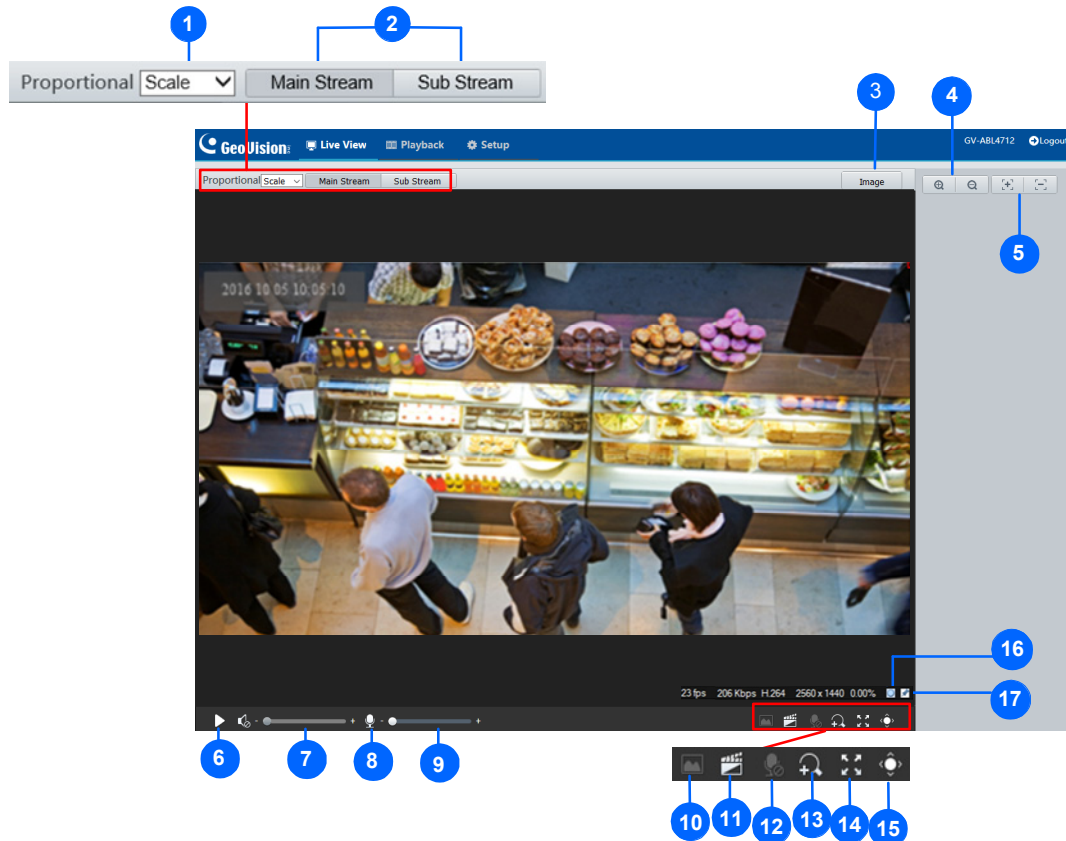 1
2
Proportional Scale Main Stream Sub Stream
3
4
GeoVision Live View Playback Setup GV-ABL4712 Logout
Proportional Scale Main Stream Sub Stream Image
5
2016 10 05 10:05:10
16
23 fps 206 Kbps H.264 2560 x 1440 0.00%
17
- + - +
6
7
8
9
10
11
12
13
14
15